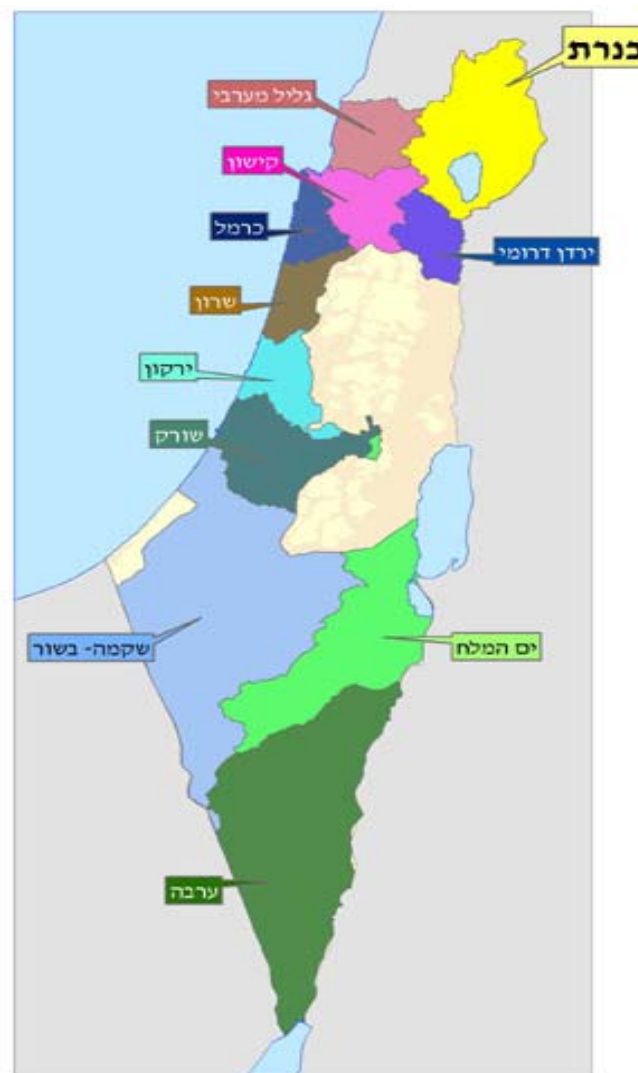 כנרת
גליל מערבי
קישון
כרמל
ירדן דרומי
שרון
ירקון
שורק
שקמה- בשור
ים המלח
ערבה